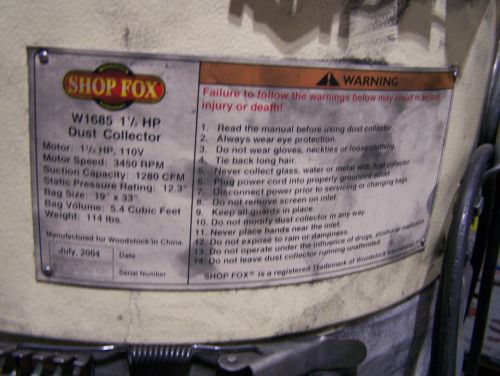 SHOP FOX
W1685 1½ HP
Dust Collector
Motor: 1½ HP, 110V
Motor Speed: 3450 RPM
Suction Capacity: 1280 CFM
Static Pressure Rating: 12.3"
Bag Size: 19" x 33"
Bag Volume: 5.4 Cubic Feet
Weight: 114 lbs.
Manufactured for Woodstock in China
July, 2004 Date
Serial Number
WARNING
Failure to follow the warnings below may result in serious
injury or death!
1. Read the manual before using dust collector.
2. Always wear eye protection.
3. Do not wear gloves, neckties or loose clothing.
4. Tie back long hair.
5. Never collect glass, water or metal with dust collector.
6. Plug power cord into properly grounded outlet.
7. Disconnect power prior to servicing or changing bags.
8. Do not remove screen on inlet.
9. Keep all guards in place.
10. Do not modify dust collector in any way.
11. Never place hands near the inlet.
12. Do not expose to rain or dampness.
13. Do not operate under the influence of drugs, alcohol or medication.
14. Do not leave dust collector running unattended.
SHOP FOX® is a registered Trademark of Woodstock International